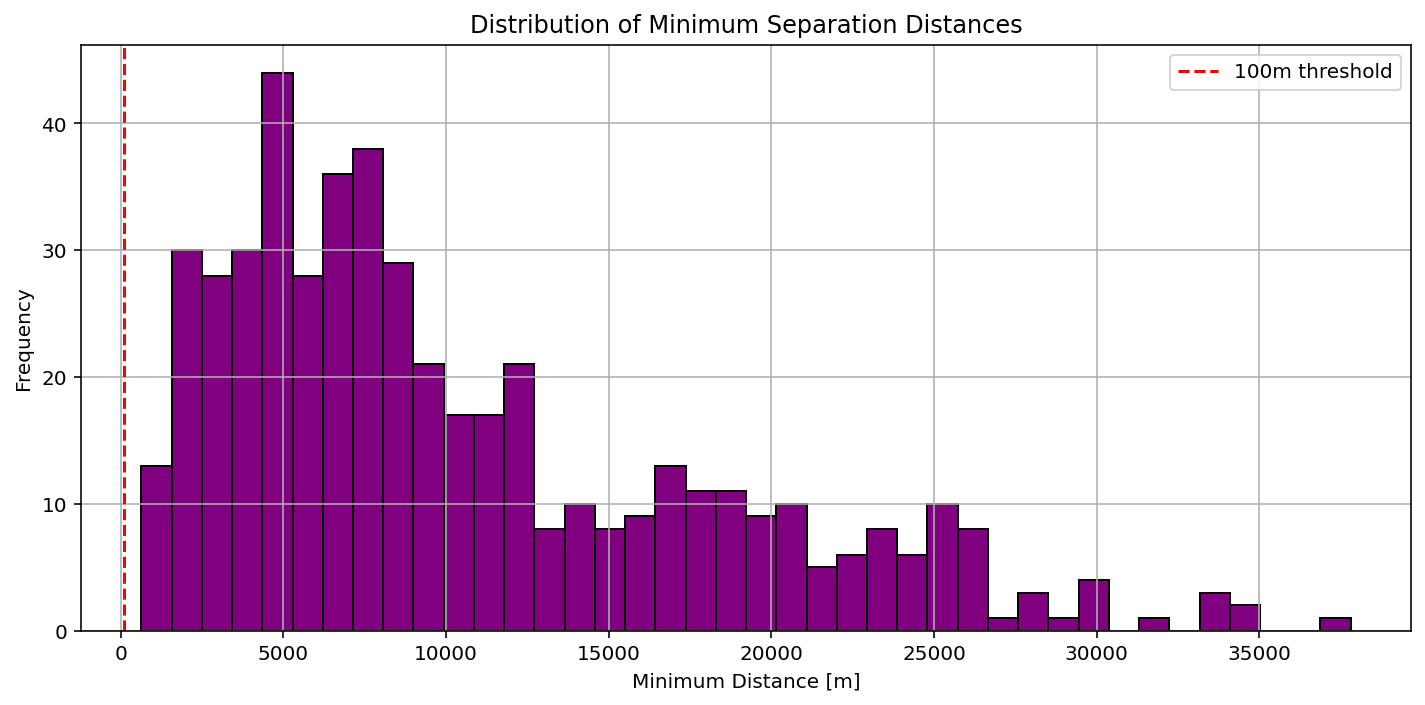 Distribution of Minimum Separation Distances
100m threshold
40
30
20
10
0
Frequency
0 5000 10000 15000 20000 25000 30000 35000
Minimum Distance [m]